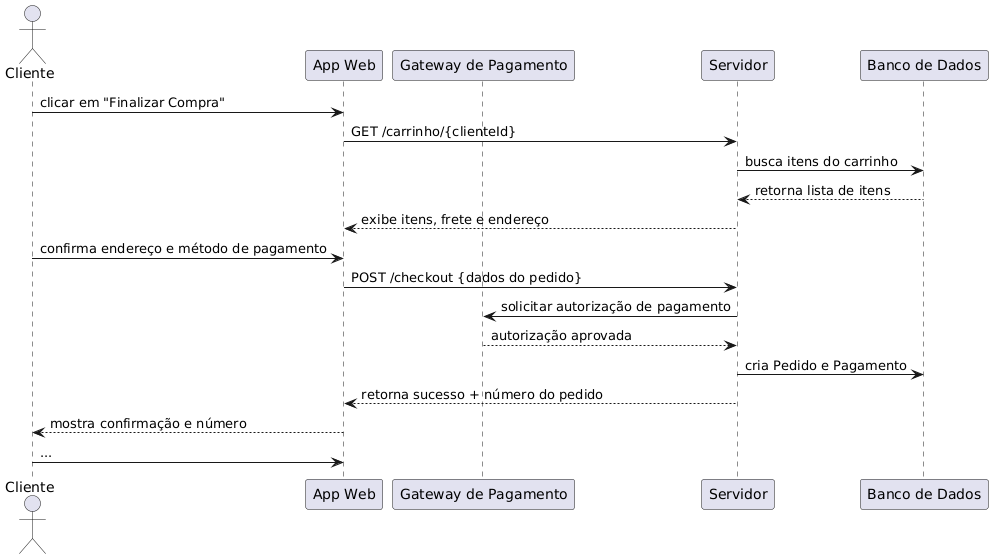 Cliente
App Web
Gateway de Pagamento
Servidor
Banco de Dados
clicar em "Finalizar Compra"
GET /carrinho/{clienteId}
busca itens do carrinho
retorna lista de itens
exibe itens, frete e endereço
confirma endereço e método de pagamento
POST /checkout {dados do pedido}
solicitar autorização de pagamento
autorização aprovada
cria Pedido e Pagamento
retorna sucesso + número do pedido
mostra confirmação e número
...
Cliente
App Web
Gateway de Pagamento
Servidor
Banco de Dados